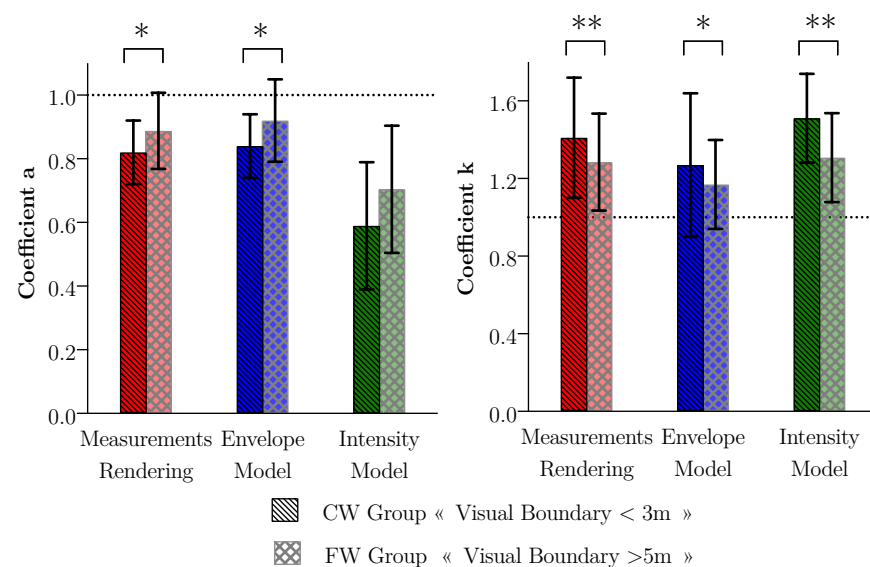 * * ** * **
Coefficient a
1.0
0.8
0.6
0.4
0.2
0.0
Measurements Envelope Intensity
Rendering Model Model
Coefficient k
1.6
1.2
0.8
0.4
0.0
Measurements Envelope Intensity
Rendering Model Model
CW Group « Visual Boundary < 3m »
FW Group « Visual Boundary >5m »